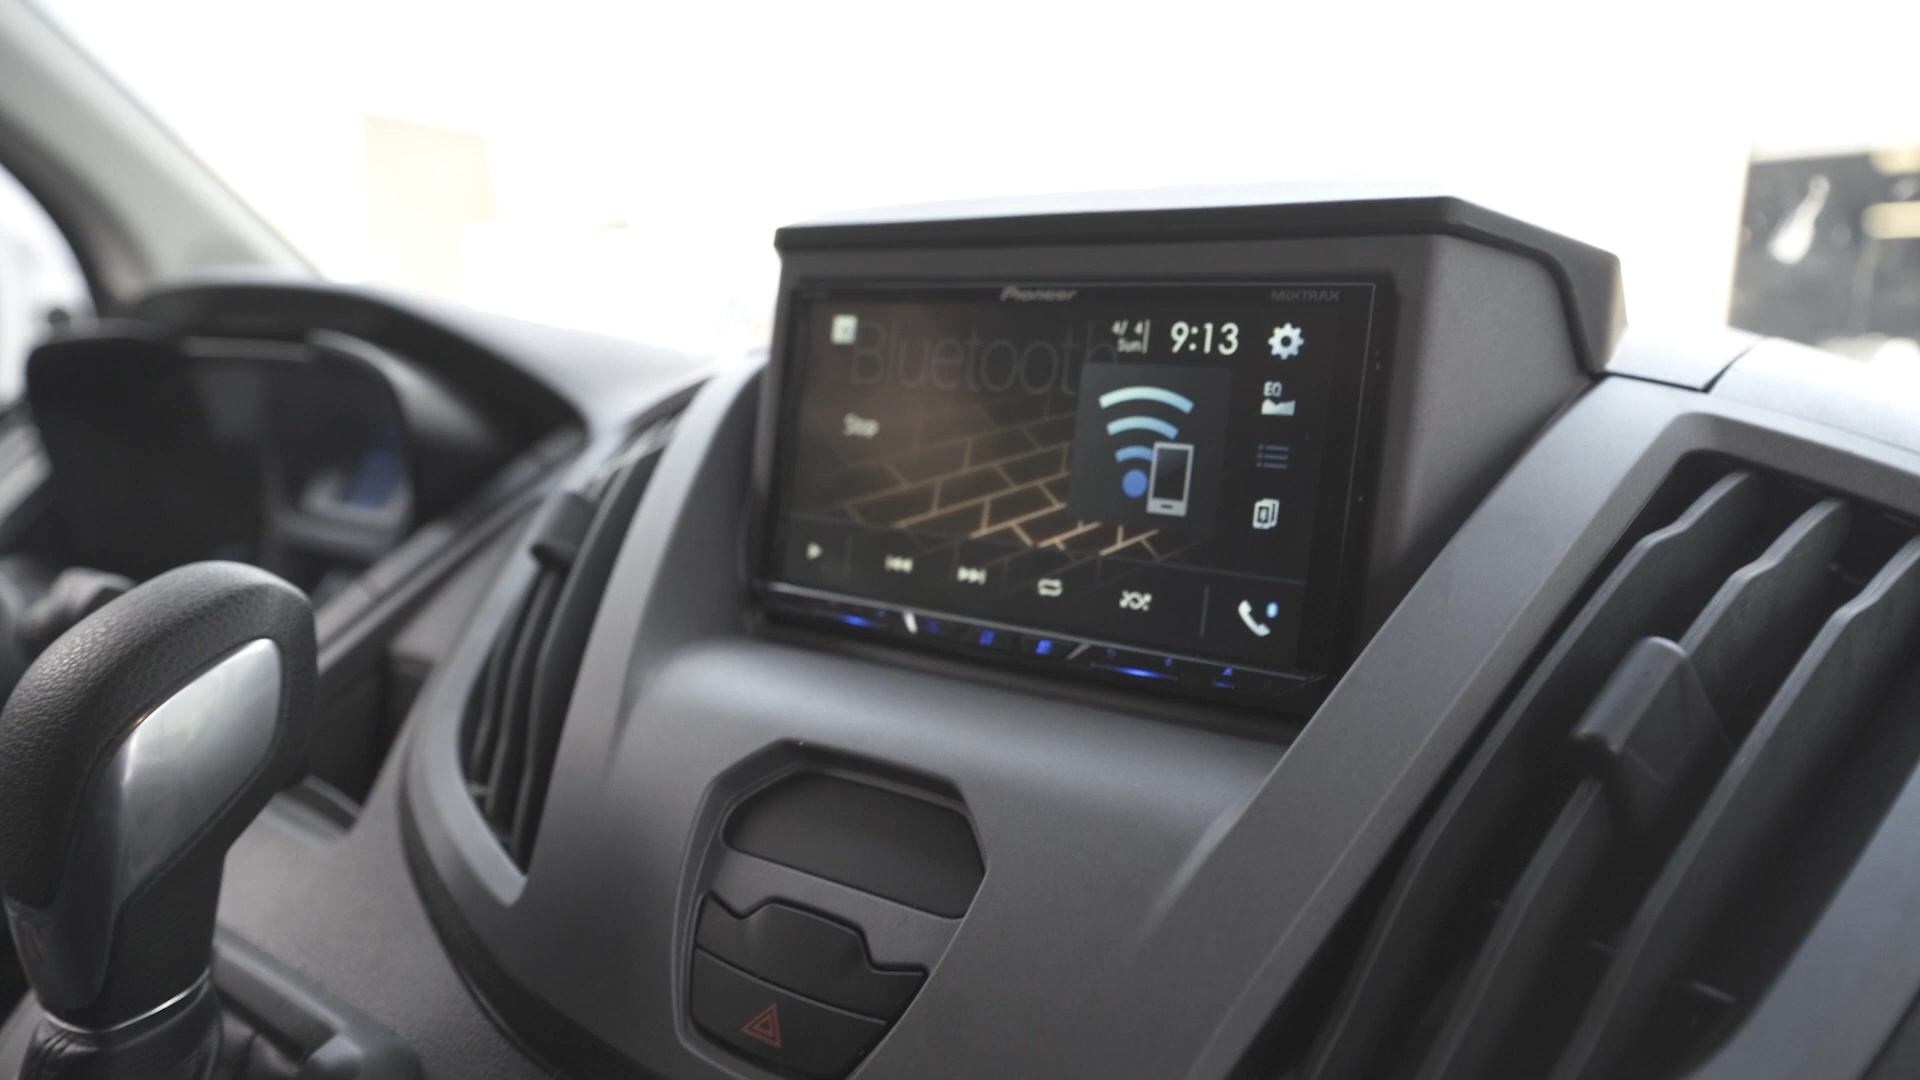 Pioneer
MIXTRAX
Bluetooth
4/ 4
Sun
9:13
EQ
Stop